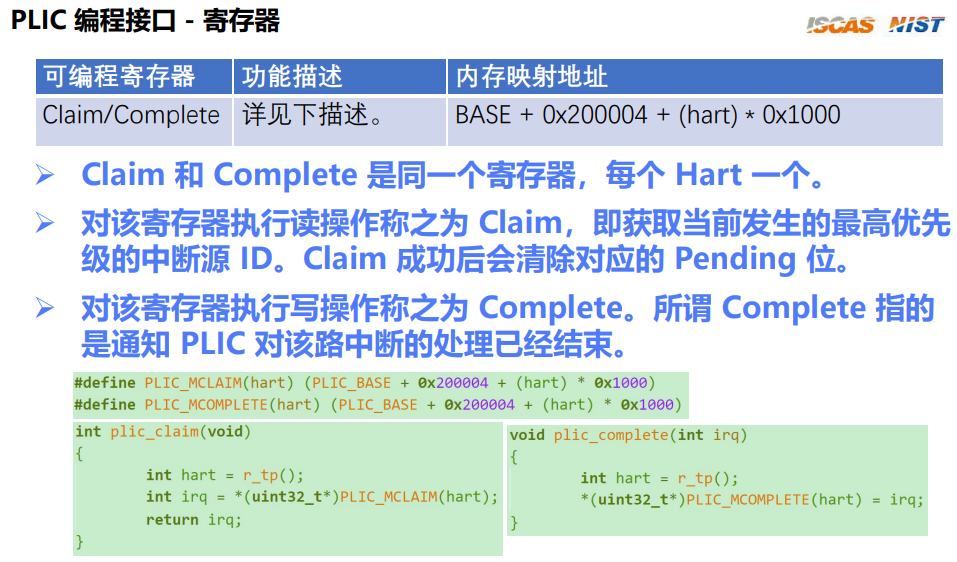 PLIC 编程接口 - 寄存器
ISCAS NIST
可编程寄存器 功能描述 内存映射地址
Claim/Complete 详见下描述。 BASE + 0x200004 + (hart) * 0x1000
➢ Claim 和 Complete 是同一个寄存器，每个 Hart 一个。
➢ 对该寄存器执行读操作称之为 Claim，即获取当前发生的最高优先
级的中断源 ID。Claim 成功后会清除对应的 Pending 位。
➢ 对该寄存器执行写操作称之为 Complete。所谓 Complete 指的
是通知 PLIC 对该路中断的处理已经结束。
#define PLIC_MCLAIM(hart) (PLIC_BASE + 0x200004 + (hart) * 0x1000)
#define PLIC_MCOMPLETE(hart) (PLIC_BASE + 0x200004 + (hart) * 0x1000)
int plic_claim(void)
{
int hart = r_tp();
int irq = *(uint32_t*)PLIC_MCLAIM(hart);
return irq;
}
void plic_complete(int irq)
{
int hart = r_tp();
*(uint32_t*)PLIC_MCOMPLETE(hart) = irq;
}